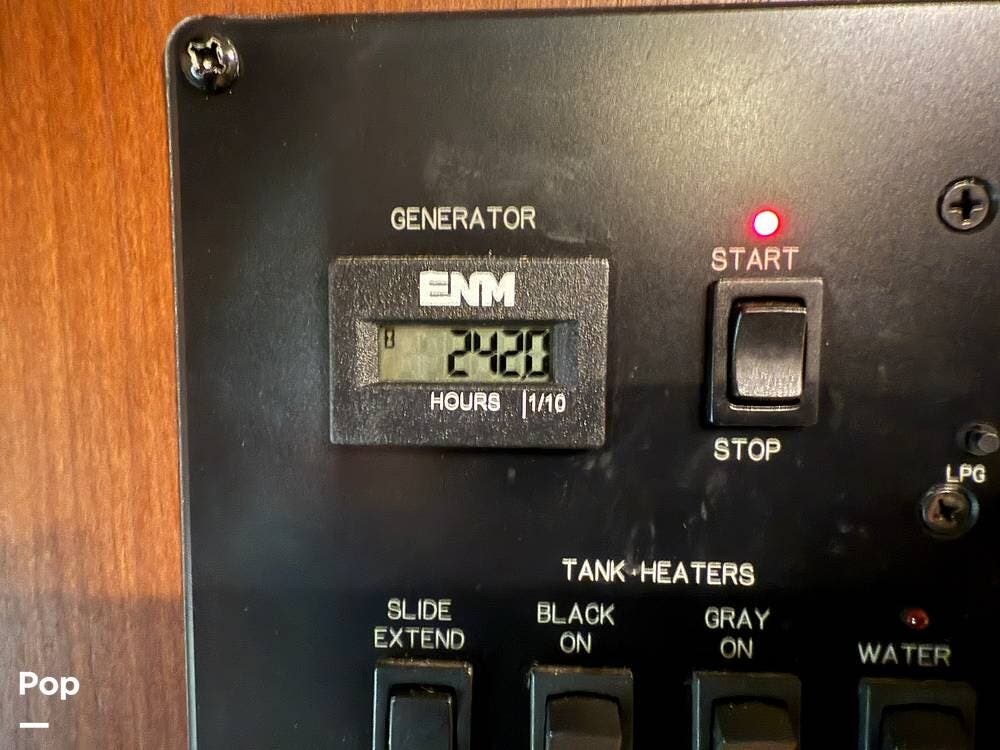 GENERATOR
ENM
242.0
HOURS 1/10
START
STOP
LPG
TANK HEATERS
SLIDE
EXTEND
BLACK
ON
GRAY
ON
WATER
Pop